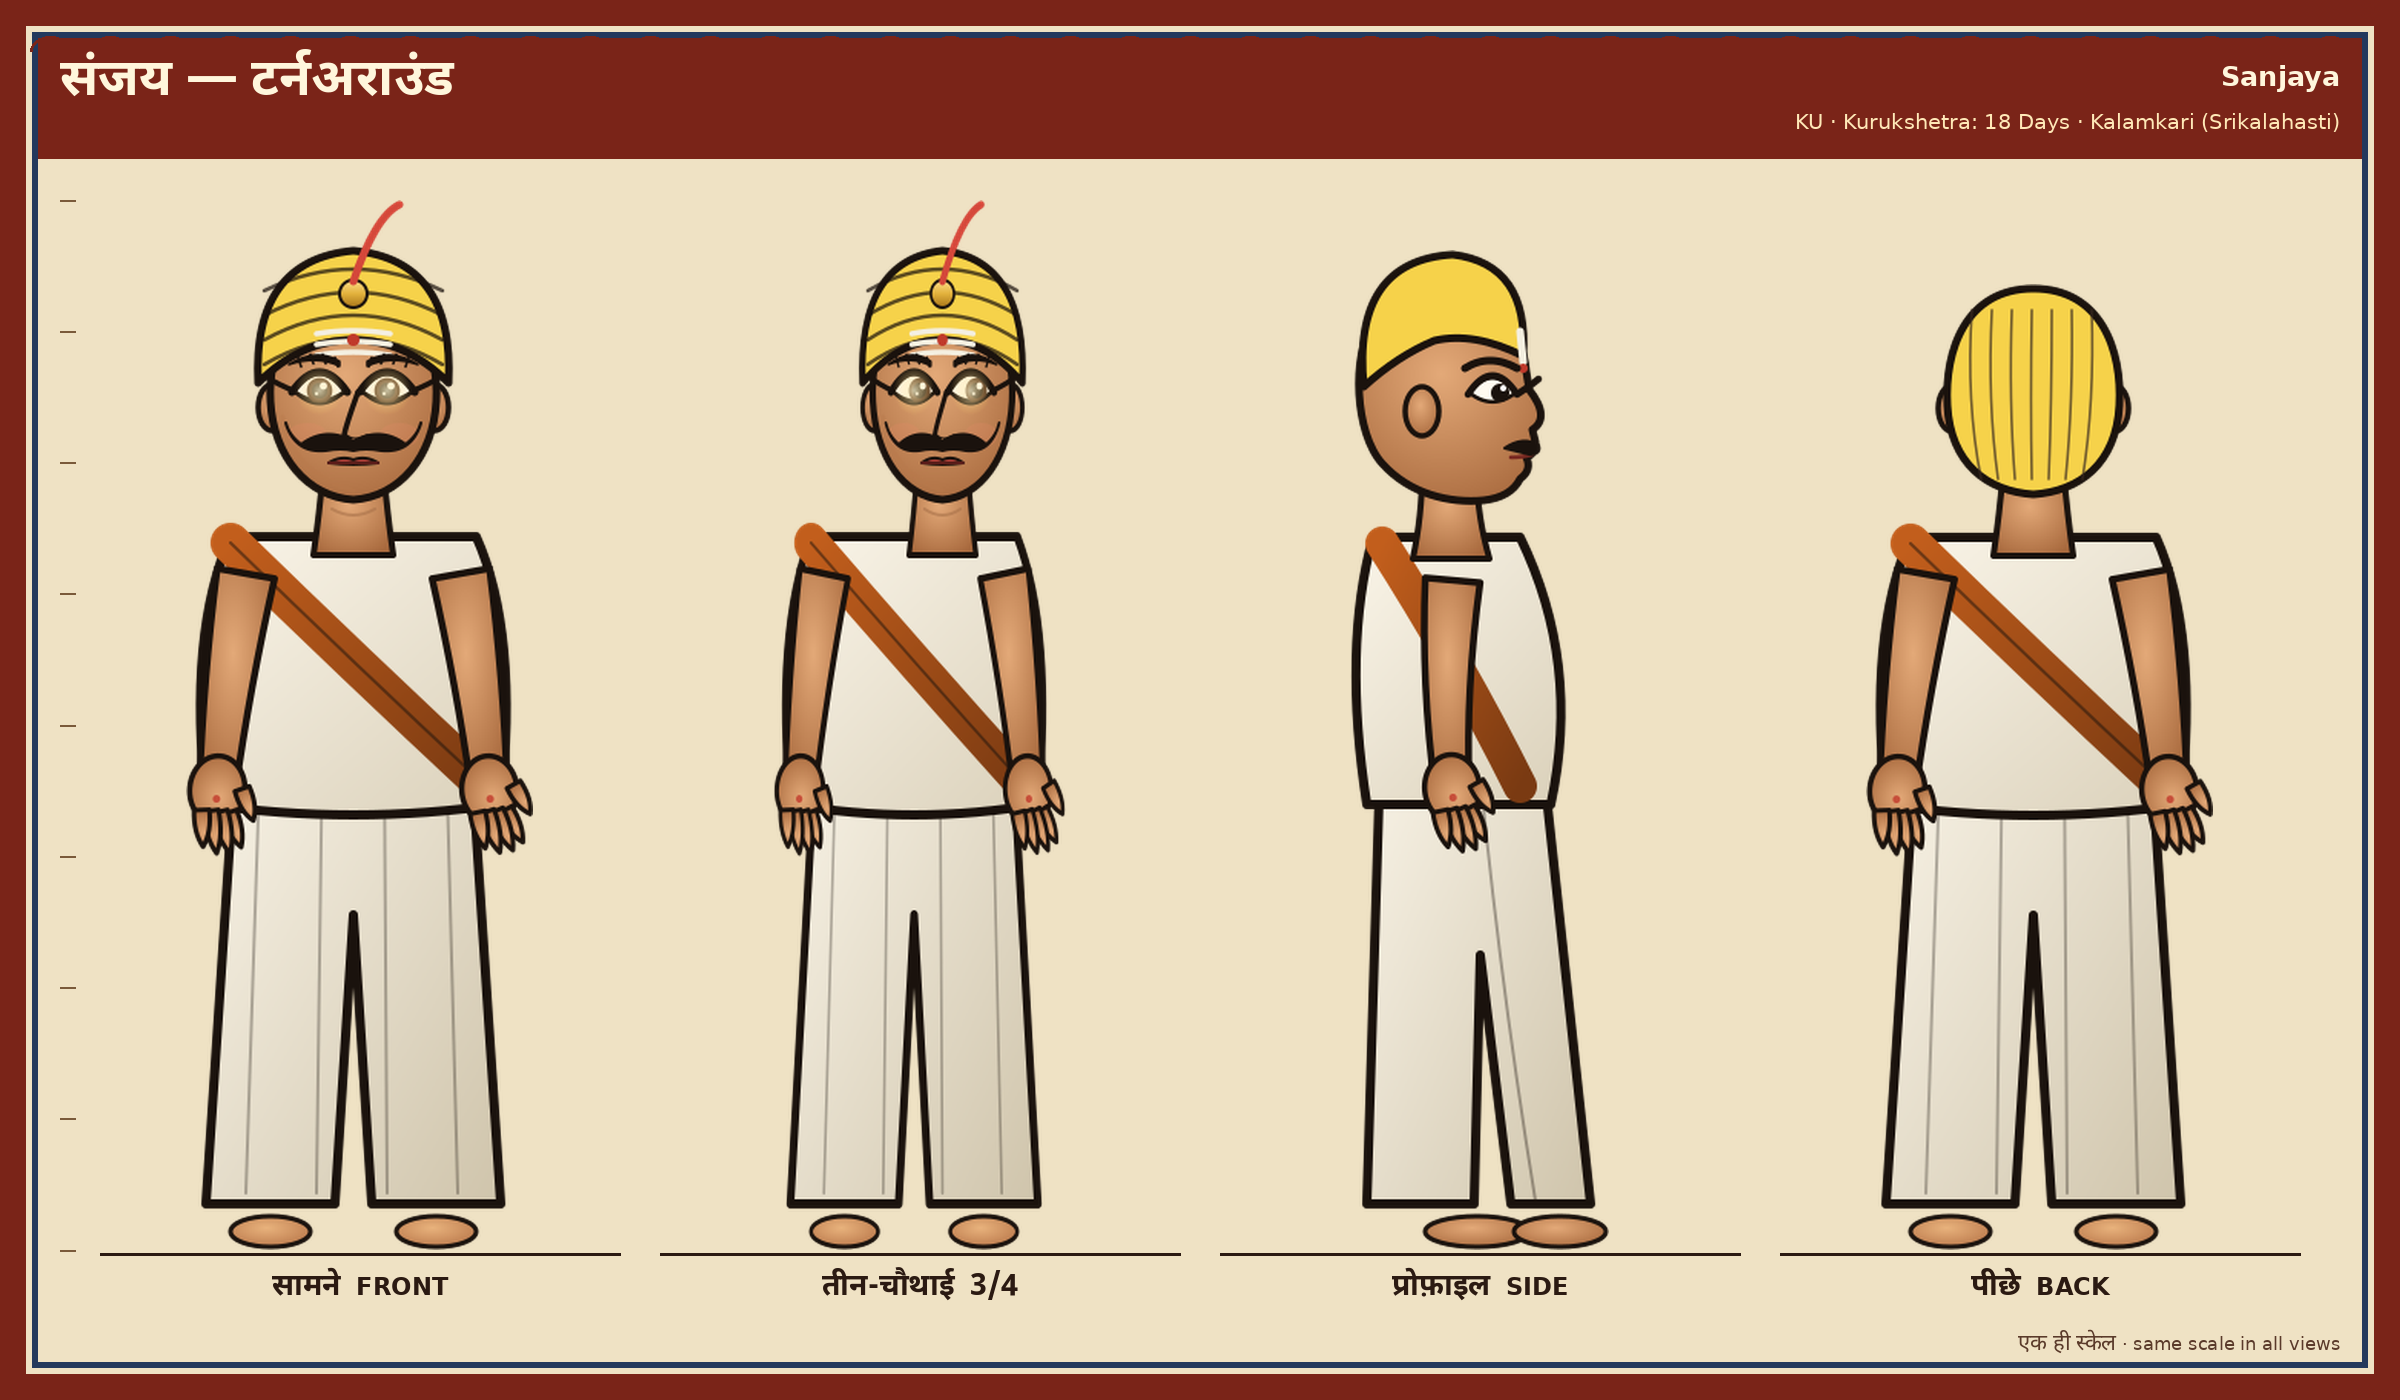 संजय — टर्नअराउंड
Sanjaya
KU · Kurukshetra: 18 Days · Kalamkari (Srikalahasti)
सामने FRONT
तीन-चौथाई 3/4
प्रोफ़ाइल SIDE
पीछे BACK
एक ही स्केल · same scale in all views